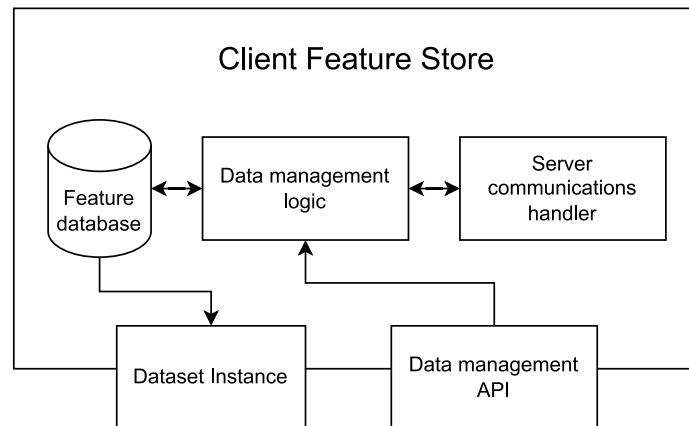 Client Feature Store
Feature
database
Data management
logic
Server
communications
handler
Dataset Instance
Data management
API